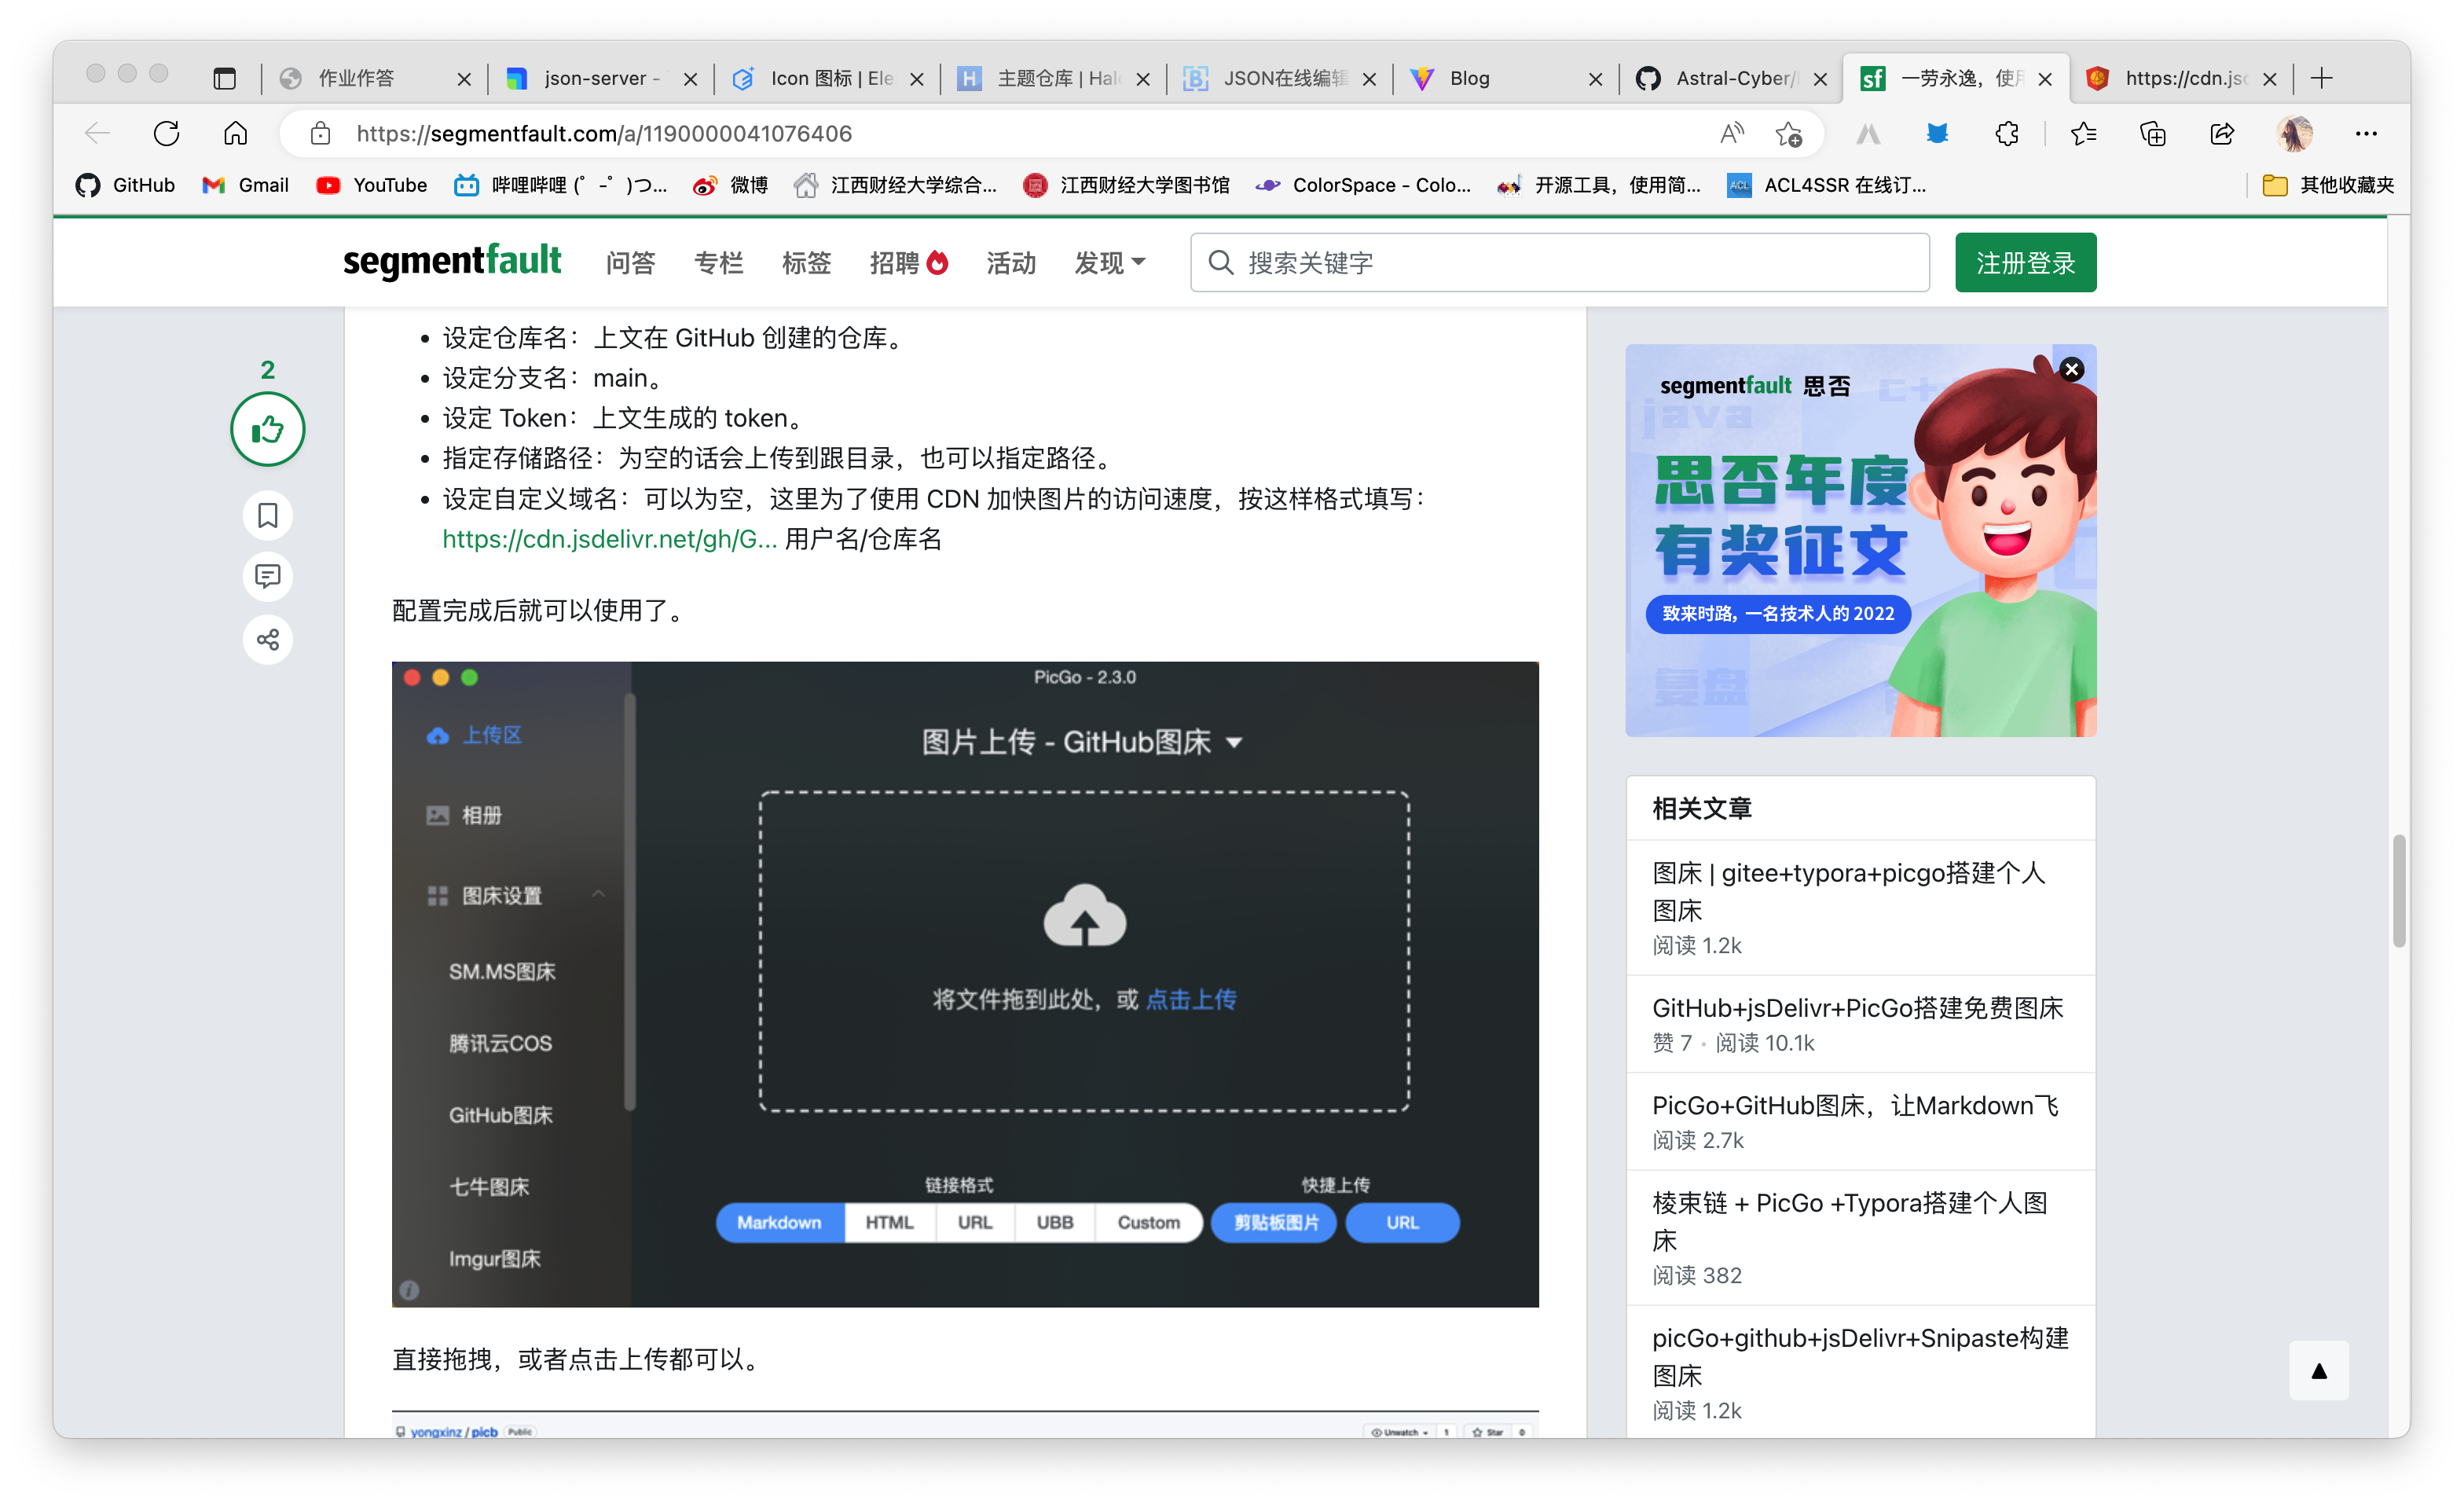 作业作答
json-server -
Icon 图标 | Ele
主题仓库 | Halo
JSON在线编辑
Blog
Astral-Cyber/
一劳永逸，使用
https://cdn.jsd
https://segmentfault.com/a/1190000041076406
GitHub
Gmail
YouTube
哔哩哔哩 (゜-゜)つ...
微博
江西财经大学综合...
江西财经大学图书馆
ColorSpace - Colo...
开源工具，使用简...
ACL
ACL4SSR 在线订...
其他收藏夹
segmentfault
问答
专栏
标签
招聘
活动
发现
搜索关键字
注册登录
2
• 设定仓库名：上文在 GitHub 创建的仓库。
• 设定分支名：main。
• 设定 Token：上文生成的 token。
• 指定存储路径：为空的话会上传到跟目录，也可以指定路径。
• 设定自定义域名：可以为空，这里为了使用 CDN 加快图片的访问速度，按这样格式填写：
https://cdn.jsdelivr.net/gh/G... 用户名/仓库名
配置完成后就可以使用了。
PicGo - 2.3.0
上传区
相册
图床设置
SM.MS图床
腾讯云COS
GitHub图床
七牛图床
Imgur图床
图片上传 - GitHub图床
将文件拖到此处，或 点击上传
链接格式
快捷上传
Markdown
HTML
URL
UBB
Custom
剪贴板图片
URL
直接拖拽，或者点击上传都可以。
yongxinz / picb Public
Unwatch 1
Star 0
segmentfault 思否
java
C++
思否年度
有奖征文
致来时路, 一名技术人的 2022
复盘
相关文章
图床 | gitee+typora+picgo搭建个人
图床
阅读 1.2k
GitHub+jsDelivr+PicGo搭建免费图床
赞 7 • 阅读 10.1k
PicGo+GitHub图床，让Markdown飞
阅读 2.7k
棱束链 + PicGo +Typora搭建个人图
床
阅读 382
picGo+github+jsDelivr+Snipaste构建
图床
阅读 1.2k